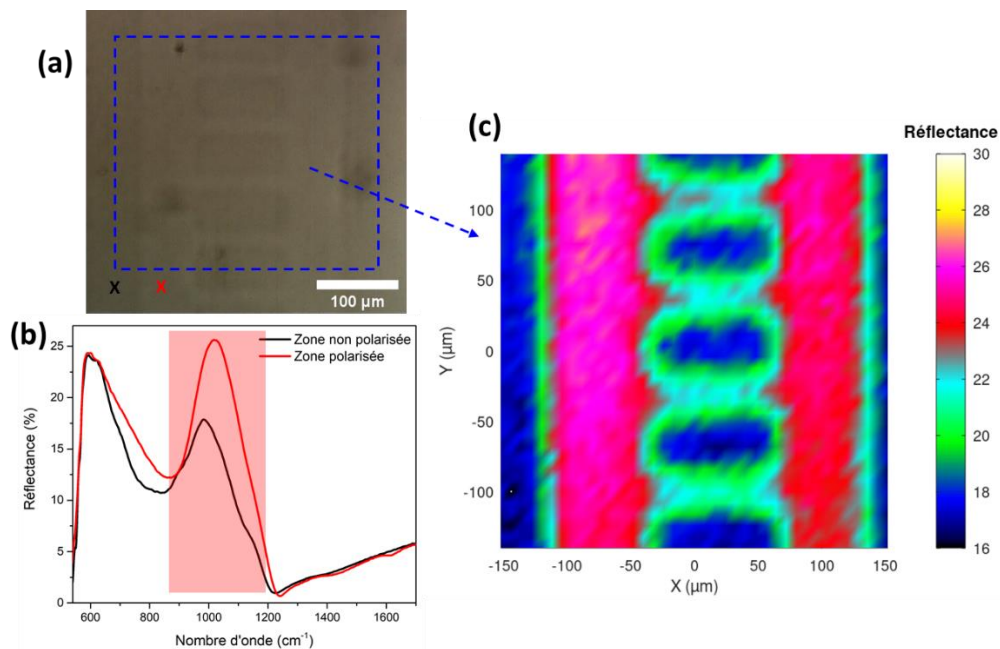 (a)
X
X
100 µm
(b)
Zone non polarisée
Zone polarisée
25
20
15
10
5
0
Réflectance (%)
600
800
1000
1200
1400
1600
Nombre d'onde (cm-1)
(c)
Réflectance
100
50
0
-50
-100
Y (µm)
-150
-100
-50
0
50
100
150
X (µm)
30
28
26
24
22
20
18
16